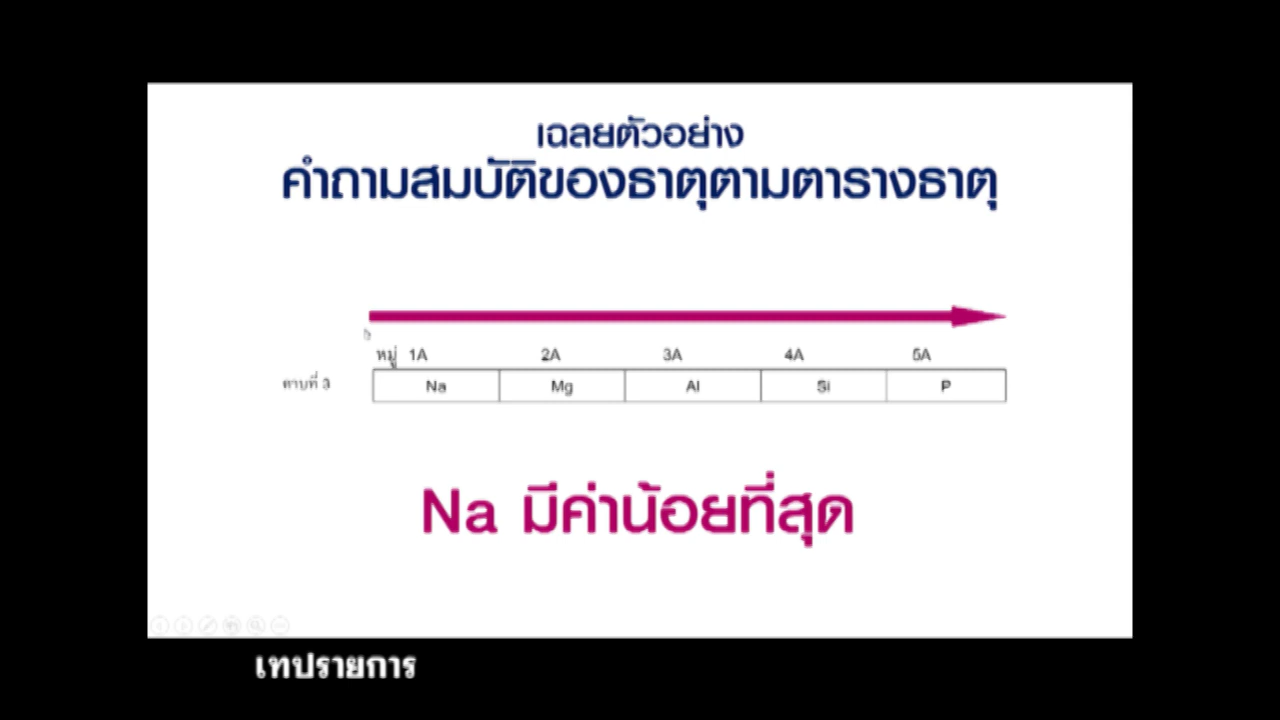 เฉลยตัวอย่าง
คำถามสมบัติของธาตุตามตารางธาตุ
หมู่ 1A 2A 3A 4A 5A
คาบที่ 3 Na Mg Al Si P
Na มีค่าน้อยที่สุด
เทปรายการ